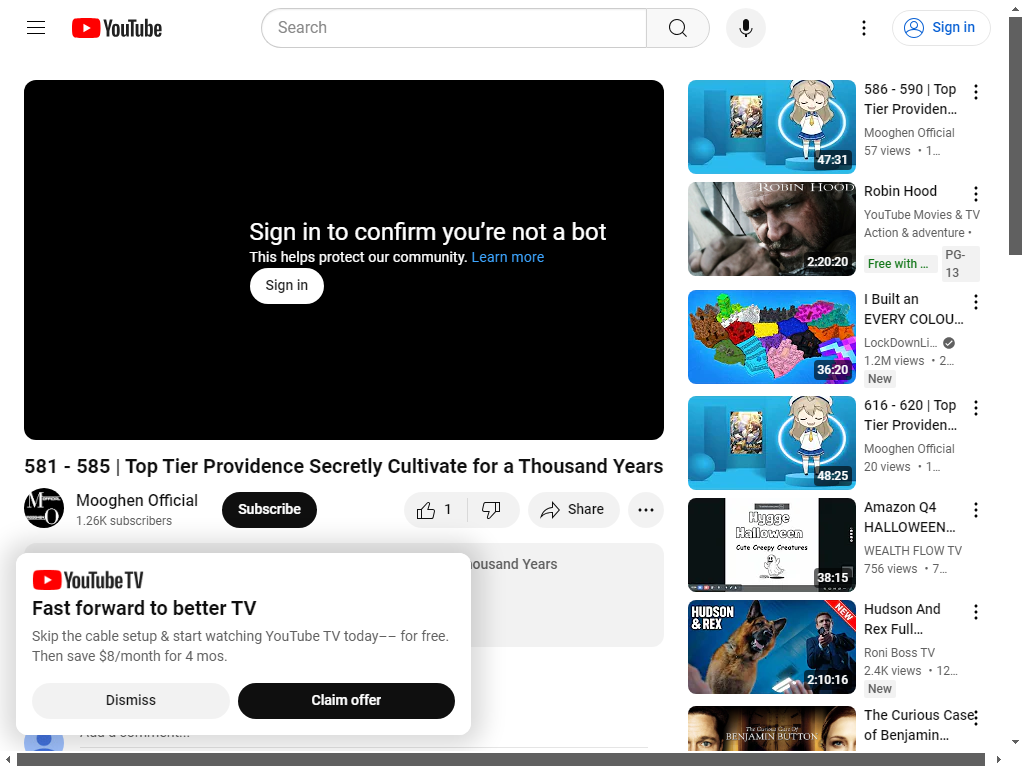 YouTube
Search
Sign in
Sign in to confirm you're not a bot
This helps protect our community. Learn more
Sign in
581 - 585 | Top Tier Providence Secretly Cultivate for a Thousand Years
Mooghen Official
1.26K subscribers
Subscribe
1
Share
housand Years
YouTube TV
Fast forward to better TV
Skip the cable setup & start watching YouTube TV today–– for free.
Then save $8/month for 4 mos.
Dismiss
Claim offer
Add a comment...
47:31
586 - 590 | Top
Tier Providen...
Mooghen Official
57 views • 1...
ROBIN HOOD
2:20:20
Robin Hood
YouTube Movies & TV
Action & adventure •
Free with ...
PG-
13
36:20
I Built an
EVERY COLOU...
LockDownLi...
1.2M views • 2...
New
48:25
616 - 620 | Top
Tier Providen...
Mooghen Official
20 views • 1...
Hygge
Halloween
Cute Creepy Creatures
38:15
Amazon Q4
HALLOWEEN...
WEALTH FLOW TV
756 views • 7...
HUDSON
& REX
NEW
2:10:16
Hudson And
Rex Full...
Roni Boss TV
2.4K views • 12...
New
The Curious Case of
BENJAMIN BUTTON
The Curious Case
of Benjamin...